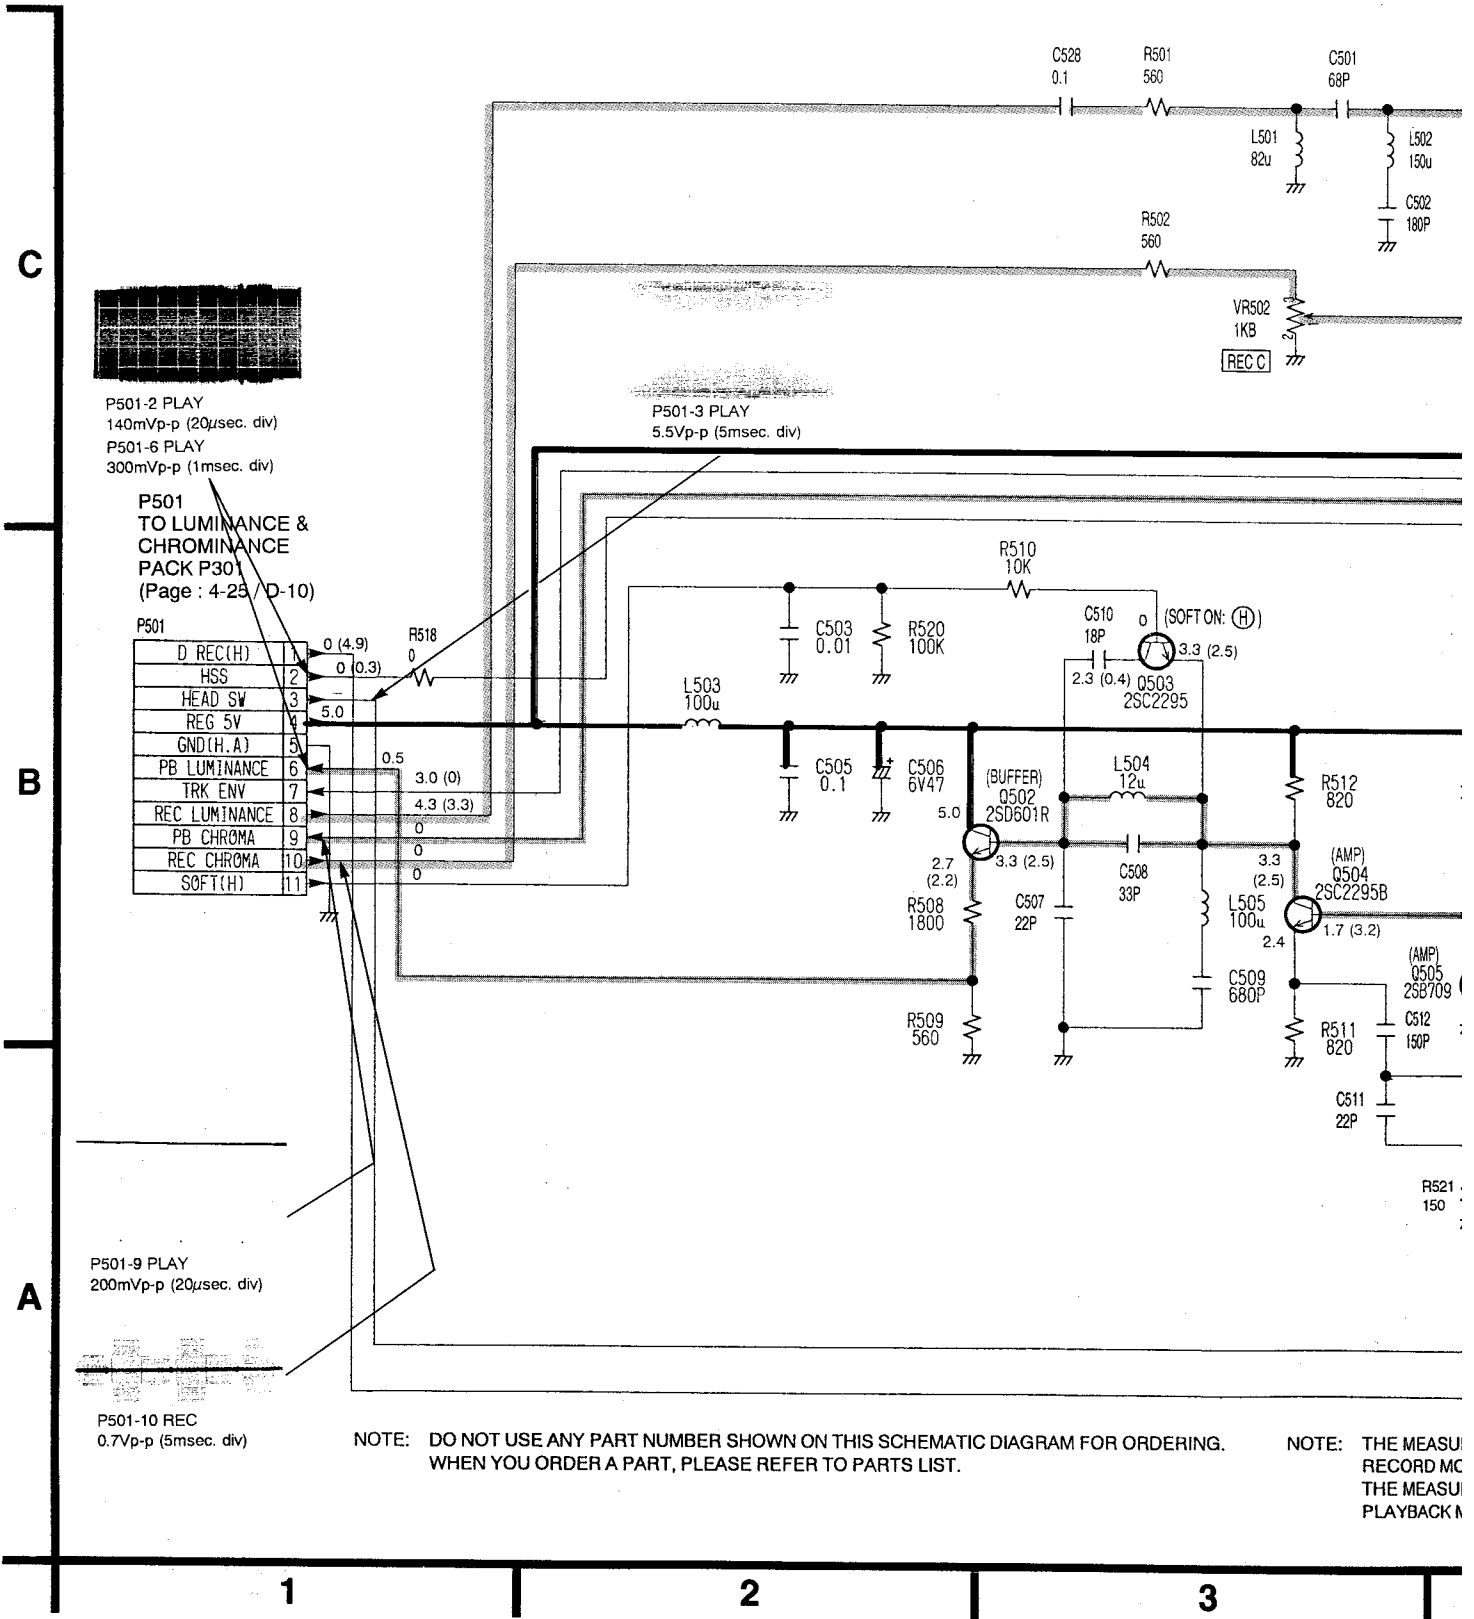 C528
0.1
R501
560
C501
68P
L501
82u
L502
150u
C502
180P
R502
560
C
VR502
1KB
2
REC C
P501-2 PLAY
140mVp-p (20µsec. div)
P501-6 PLAY
300mVp-p (1msec. div)
P501-3 PLAY
5.5Vp-p (5msec. div)
P501
TO LUMINANCE &
CHROMINANCE
PACK P301
(Page : 4-25 / D-10)
R510
10K
C510
18P
0
(SOFT ON: (H))
3.3 (2.5)
2.3 (0.4)
Q503
2SC2295
C503
0.01
R520
100K
P501
D REC(H) 1 0 (4.9)
HSS 2 0 (0.3)
HEAD SW 3 –
REG 5V 4 5.0
GND(H.A) 5
PB LUMINANCE 6 0.5
TRK ENV 7 3.0 (0)
REC LUMINANCE 8 4.3 (3.3)
PB CHROMA 9 0
REC CHROMA 10 0
SOFT(H) 11 0
R518
0
L503
100u
B
C505
0.1
+
C506
6V47
(BUFFER)
Q502
2SD601R
5.0
L504
12u
R512
820
3.3 (2.5)
2.7
(2.2)
C508
33P
3.3
(2.5)
(AMP)
Q504
2SC2295B
R508
1800
C507
22P
L505
100u
1.7 (3.2)
2.4
(AMP)
Q505
2SB709
C509
680P
R509
560
R511
820
C512
150P
C511
22P
R521
150
P501-9 PLAY
200mVp-p (20µsec. div)
A
P501-10 REC
0.7Vp-p (5msec. div)
NOTE: DO NOT USE ANY PART NUMBER SHOWN ON THIS SCHEMATIC DIAGRAM FOR ORDERING.
WHEN YOU ORDER A PART, PLEASE REFER TO PARTS LIST.
NOTE: THE MEASU
RECORD MO
THE MEASU
PLAYBACK M
1
2
3